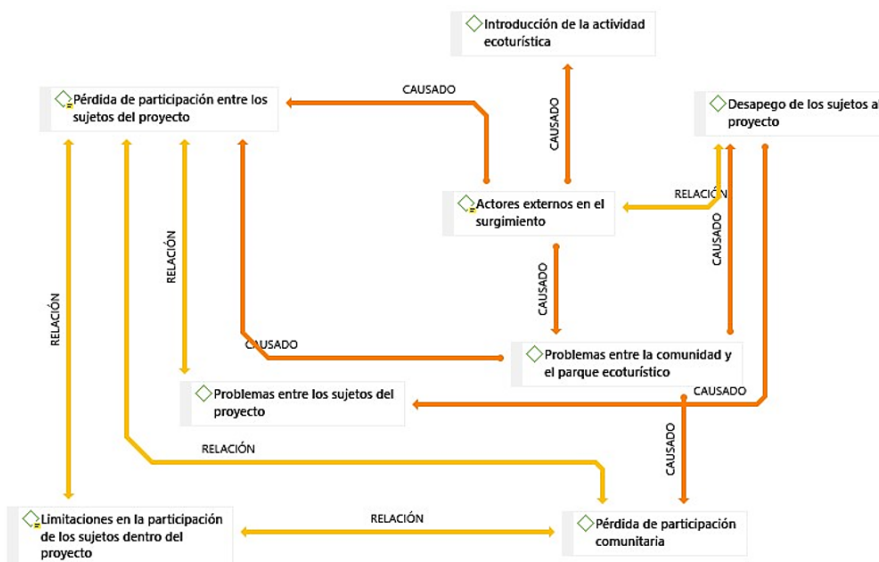 Introducción de la actividad
ecoturística
Pérdida de participación entre los
sujetos del proyecto
CAUSADO
CAUSADO
Desapego de los sujetos al
proyecto
Actores externos en el
surgimiento
RELACIÓN
CAUSADO
RELACIÓN
CAUSADO
RELACIÓN
CAUSADO
Problemas entre la comunidad y
el parque ecoturístico
Problemas entre los sujetos del
proyecto
CAUSADO
RELACIÓN
CAUSADO
Limitaciones en la participación
de los sujetos dentro del
proyecto
RELACIÓN
Pérdida de participación
comunitaria